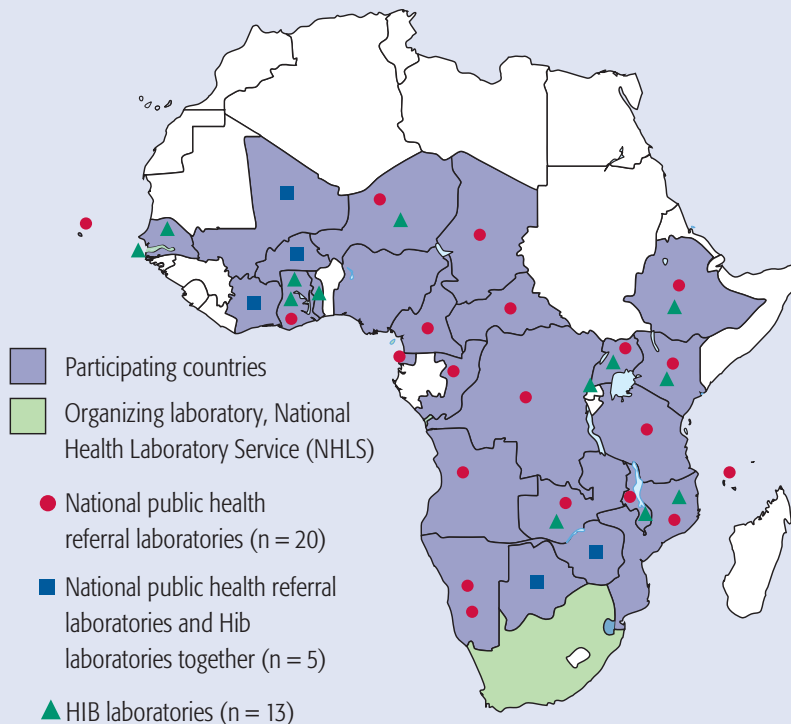 Participating countries
Organizing laboratory, National
Health Laboratory Service (NHLS)
National public health
referral laboratories (n = 20)
National public health referral
laboratories and Hib
laboratories together (n = 5)
HIB laboratories (n = 13)